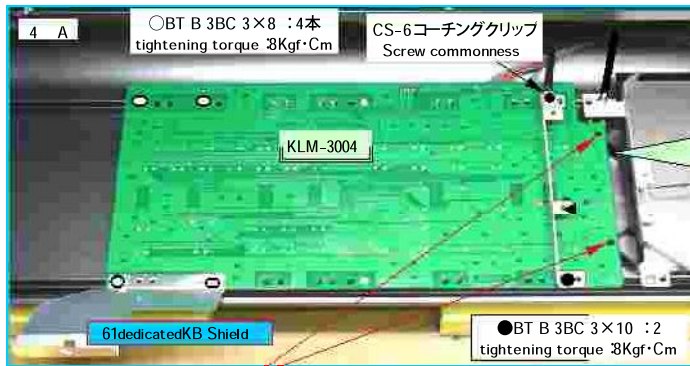 4 A
○BT B 3BC 3×8 :4本
tightening torque :8Kgf･Cm
CS-6コーチングクリップ
Screw commonness
KLM-3004
61dedicatedKB Shield
●BT B 3BC 3×10 :2
tightening torque :8Kgf･Cm